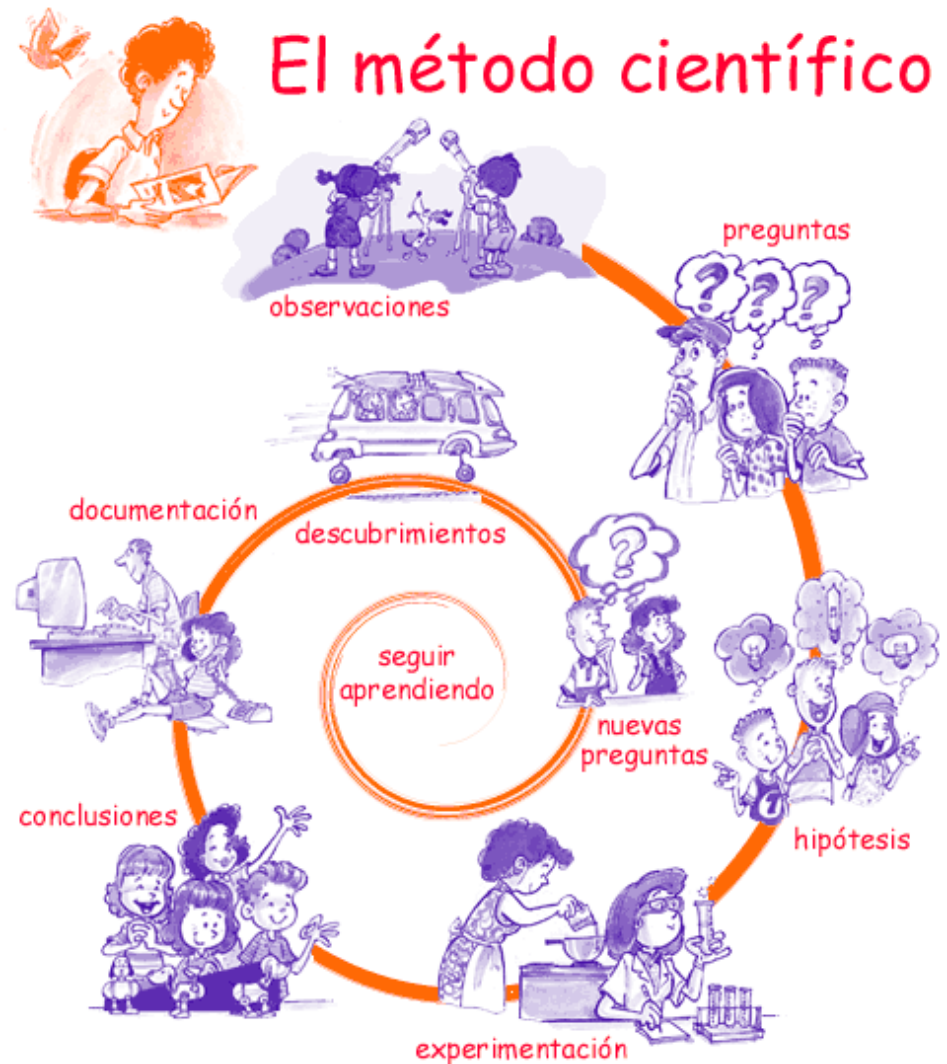 El método científico
observaciones
preguntas
hipótesis
experimentación
conclusiones
documentación
descubrimientos
nuevas
preguntas
seguir
aprendiendo